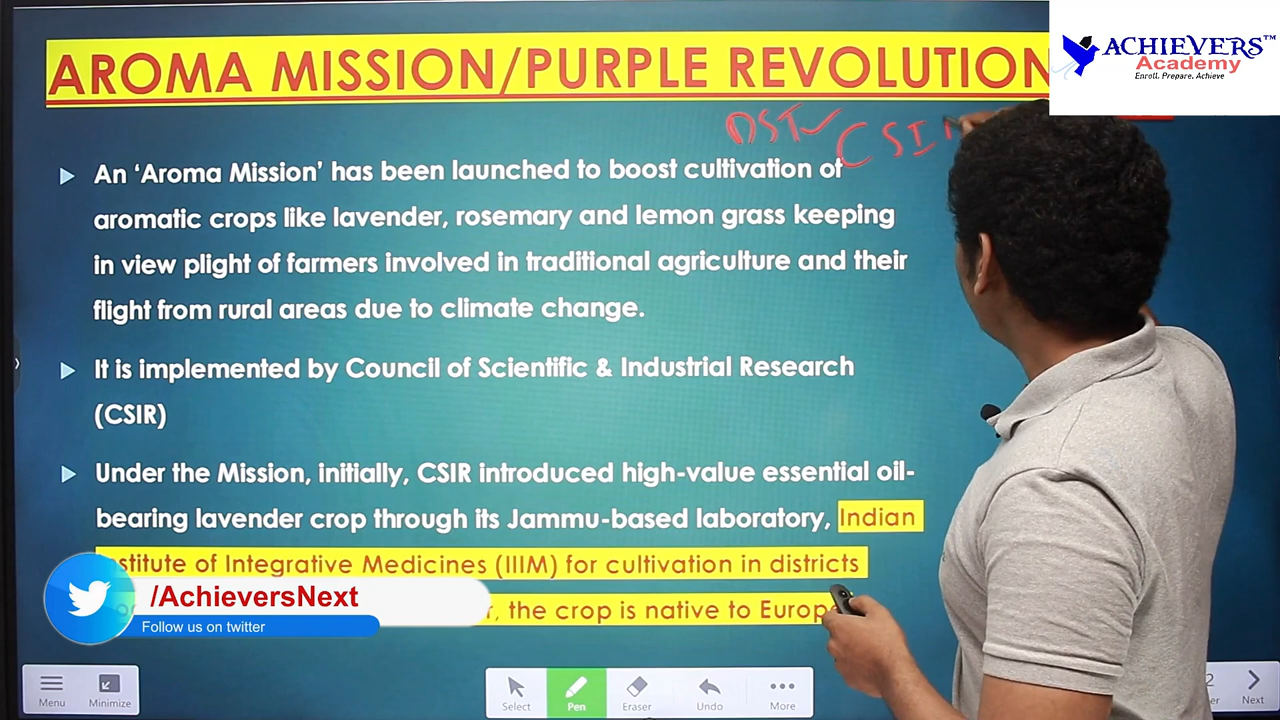 AROMA MISSION/PURPLE REVOLUTION
ACHIEVERS™
Academy
Enroll. Prepare, Achieve
DST CSI
An ‘Aroma Mission’ has been launched to boost cultivation of
aromatic crops like lavender, rosemary and lemon grass keeping
in view plight of farmers involved in traditional agriculture and their
flight from rural areas due to climate change.
It is implemented by Council of Scientific & Industrial Research
(CSIR)
Under the Mission, initially, CSIR introduced high-value essential oil-
bearing lavender crop through its Jammu-based laboratory, Indian
stitute of Integrative Medicines (IIIM) for cultivation in districts
, the crop is native to Europe
/AchieversNext
Follow us on twitter
Menu Minimize Select Pen Eraser Undo More Next